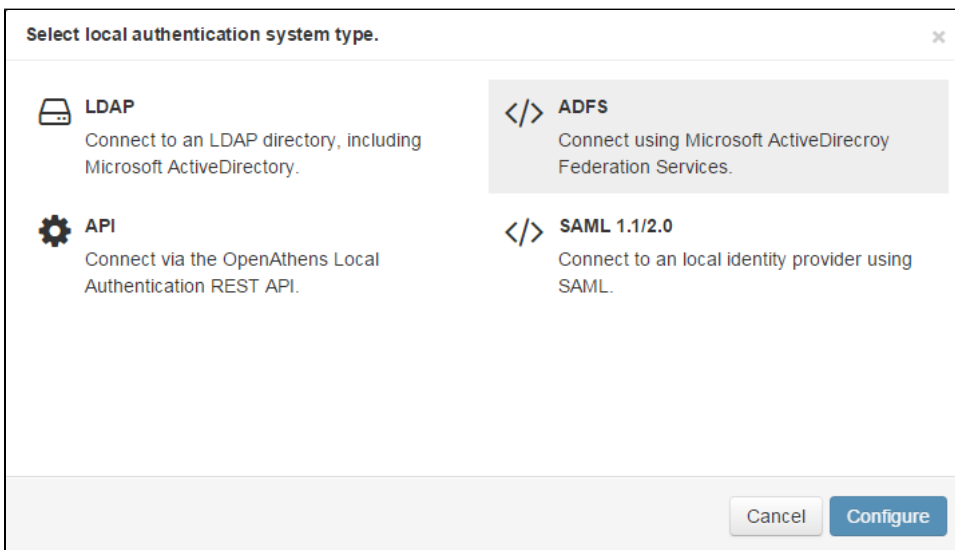 Select local authentication system type.
LDAP
Connect to an LDAP directory, including
Microsoft ActiveDirectory.
ADFS
Connect using Microsoft ActiveDirecroy
Federation Services.
API
Connect via the OpenAthens Local
Authentication REST API.
SAML 1.1/2.0
Connect to an local identity provider using
SAML.
Cancel
Configure